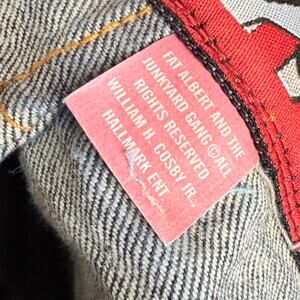 FAT ALBERT AND THE
JUNKYARD GANG ©ALL
RIGHTS RESERVED
WILLIAM H. COSBY JR.
HALLMARK ENT.